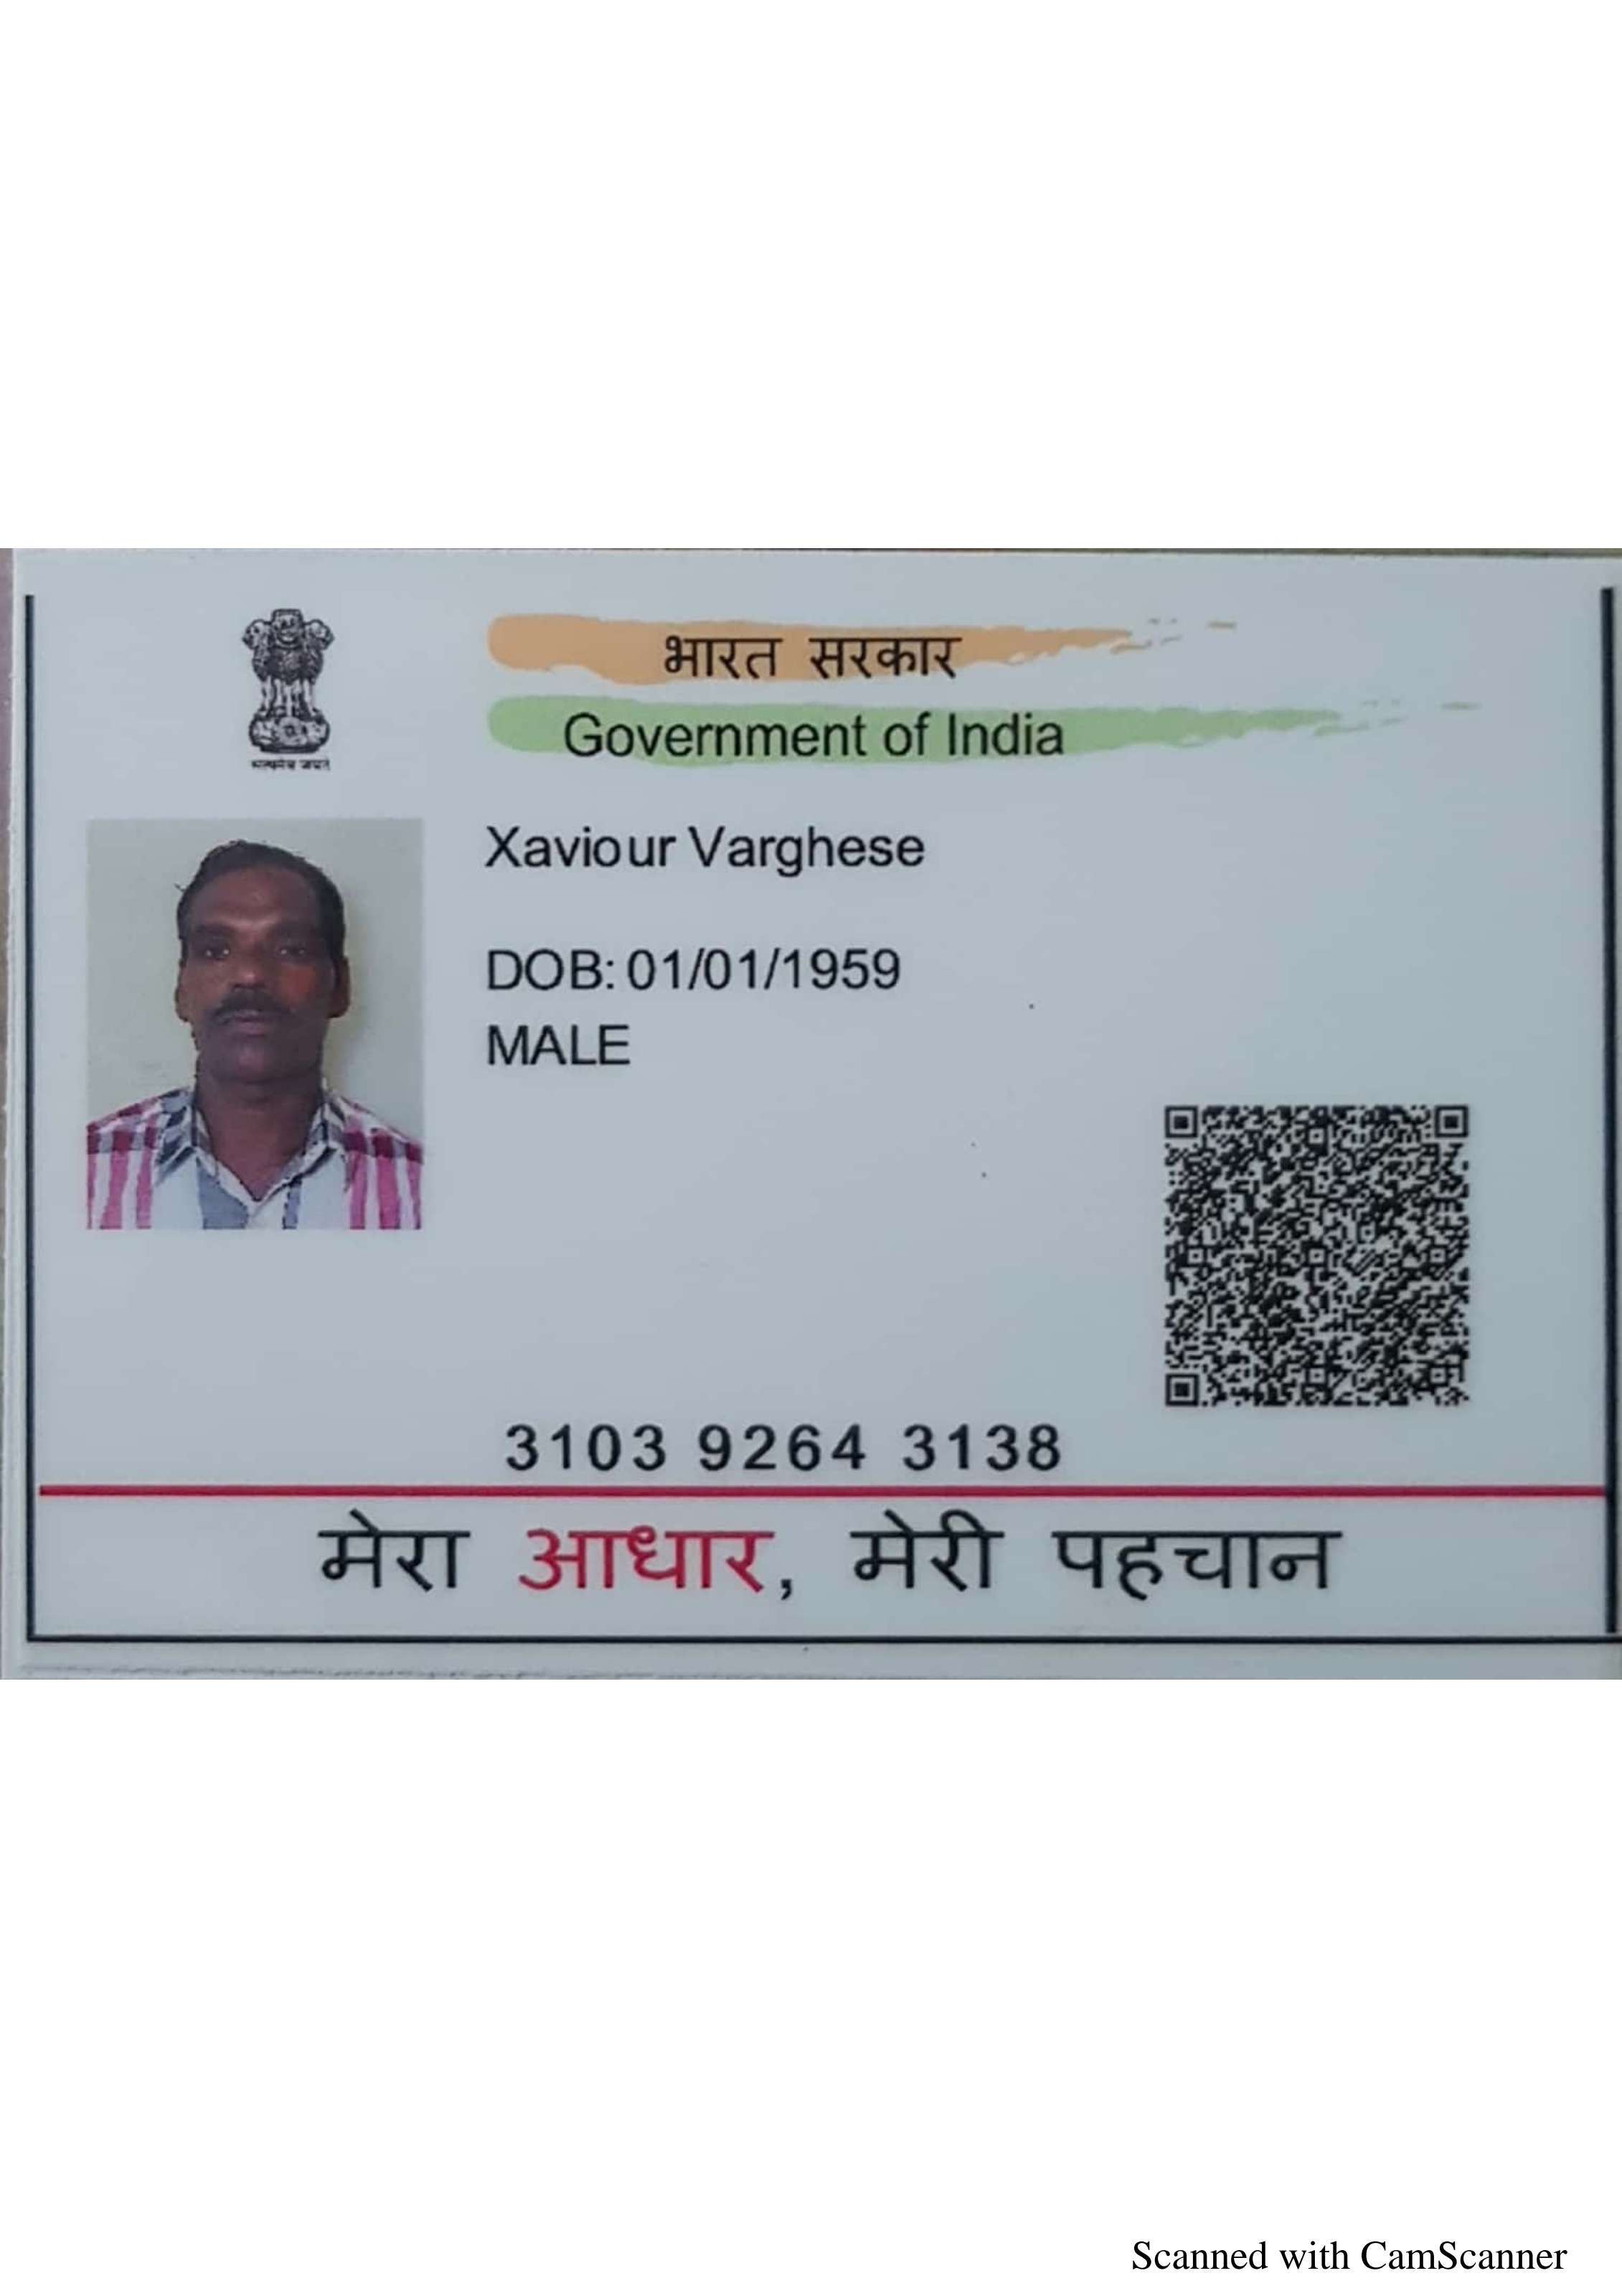 सत्यमेव जयते
भारत सरकार
Government of India
Xaviour Varghese
DOB: 01/01/1959
MALE
3103 9264 3138
मेरा आधार, मेरी पहचान
Scanned with CamScanner